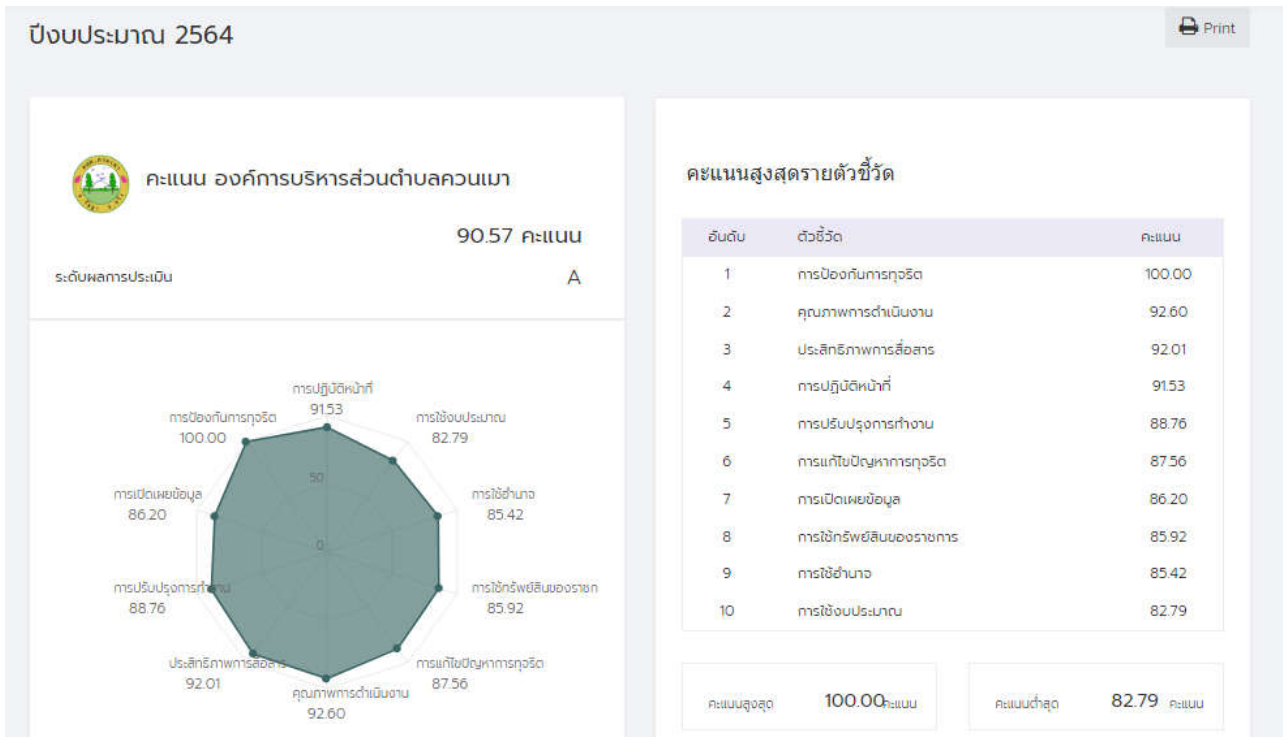 ปีงบประมาณ 2564
Print
คะแนน องค์การบริหารส่วนตำบลควนเมา
90.57 คะแนน
ระดับผลการประเมิน A
การปฏิบัติหน้าที่
91.53
การใช้งบประมาณ
82.79
การใช้อำนาจ
85.42
การใช้ทรัพย์สินของราชก
85.92
การแก้ไขปัญหาการทุจริต
87.56
คุณภาพการดำเนินงาน
92.60
ประสิทธิภาพการสื่อสาร
92.01
การปรับปรุงการทำงาน
88.76
การเปิดเผยข้อมูล
86.20
การป้องกันการทุจริต
100.00
50
0
คะแนนสูงสุดรายตัวชี้วัด
อันดับ ตัวชี้วัด คะแนน
1 การป้องกันการทุจริต 100.00
2 คุณภาพการดำเนินงาน 92.60
3 ประสิทธิภาพการสื่อสาร 92.01
4 การปฏิบัติหน้าที่ 91.53
5 การปรับปรุงการทำงาน 88.76
6 การแก้ไขปัญหาการทุจริต 87.56
7 การเปิดเผยข้อมูล 86.20
8 การใช้ทรัพย์สินของราชการ 85.92
9 การใช้อำนาจ 85.42
10 การใช้งบประมาณ 82.79
คะแนนสูงสุด 100.00 คะแนน
คะแนนต่ำสุด 82.79 คะแนน